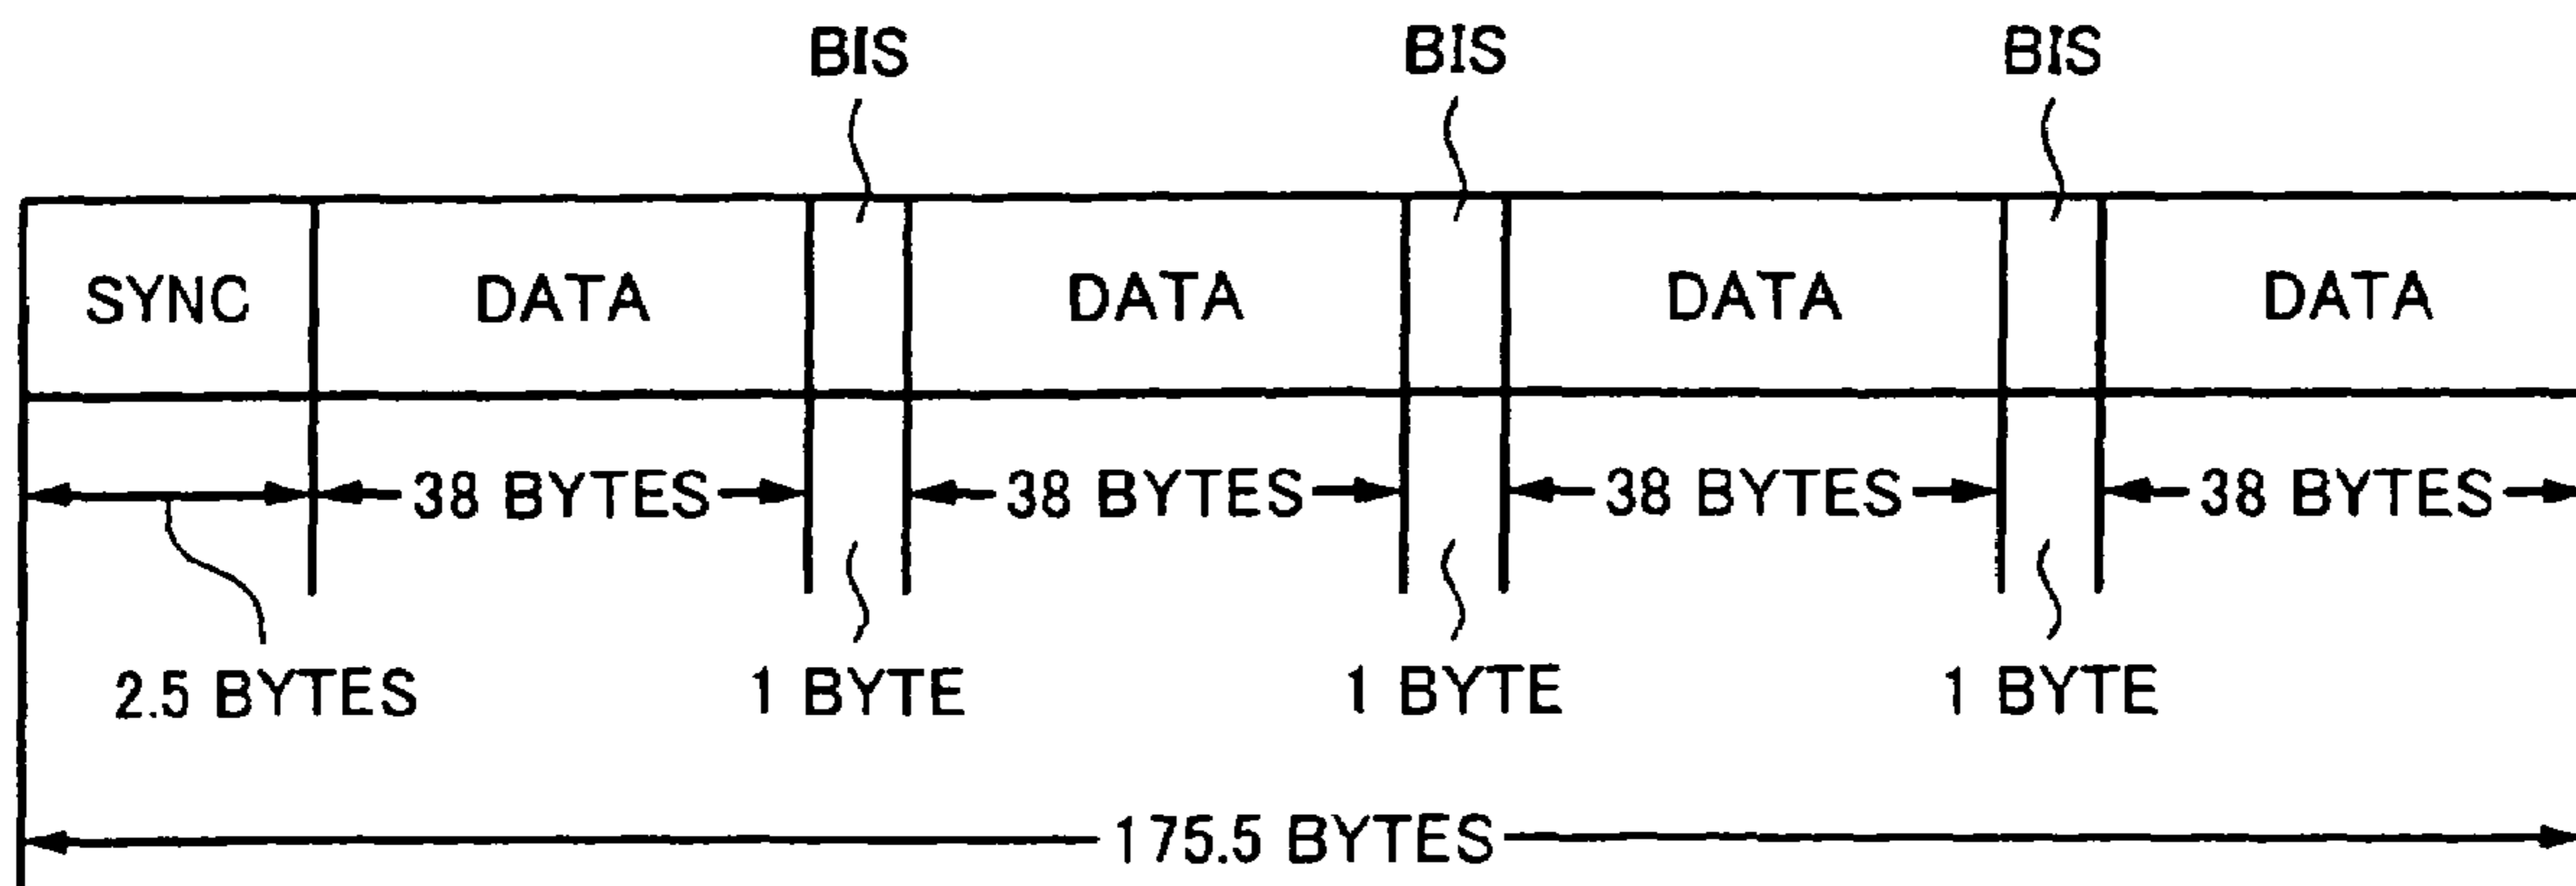 BIS BIS BIS
SYNC DATA DATA DATA DATA
38 BYTES 38 BYTES 38 BYTES 38 BYTES
2.5 BYTES 1 BYTE 1 BYTE 1 BYTE
175.5 BYTES